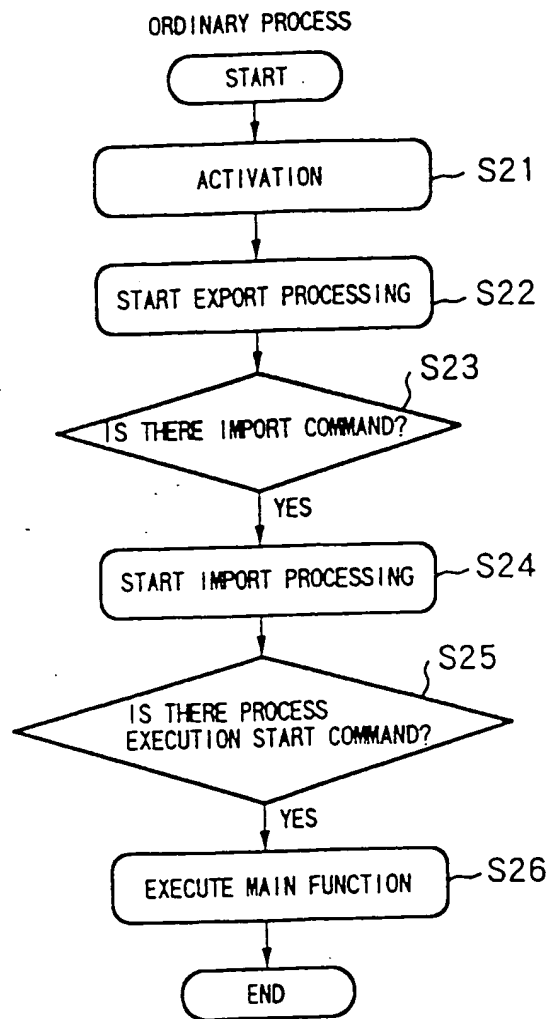 ORDINARY PROCESS
START
ACTIVATION
S21
START EXPORT PROCESSING
S22
S23
IS THERE IMPORT COMMAND?
YES
START IMPORT PROCESSING
S24
S25
IS THERE PROCESS
EXECUTION START COMMAND?
YES
EXECUTE MAIN FUNCTION
S26
END